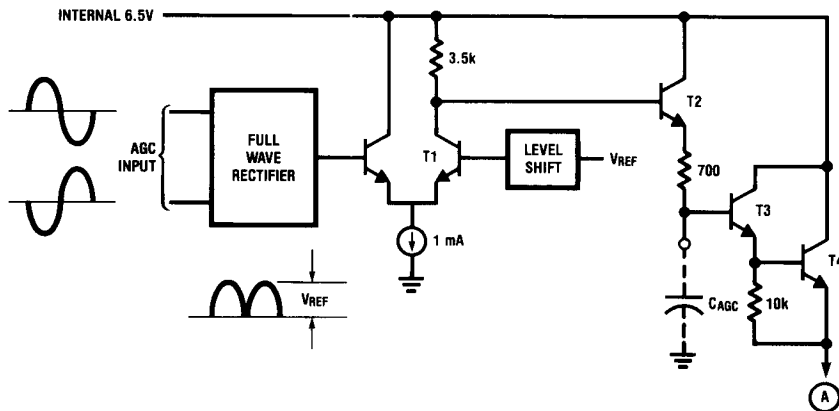 INTERNAL 6.5V
3.5k
T2
AGC
INPUT
FULL
WAVE
RECTIFIER
T1
LEVEL
SHIFT
VREF
700
T3
1 mA
T4
VREF
CAGC
10k
A